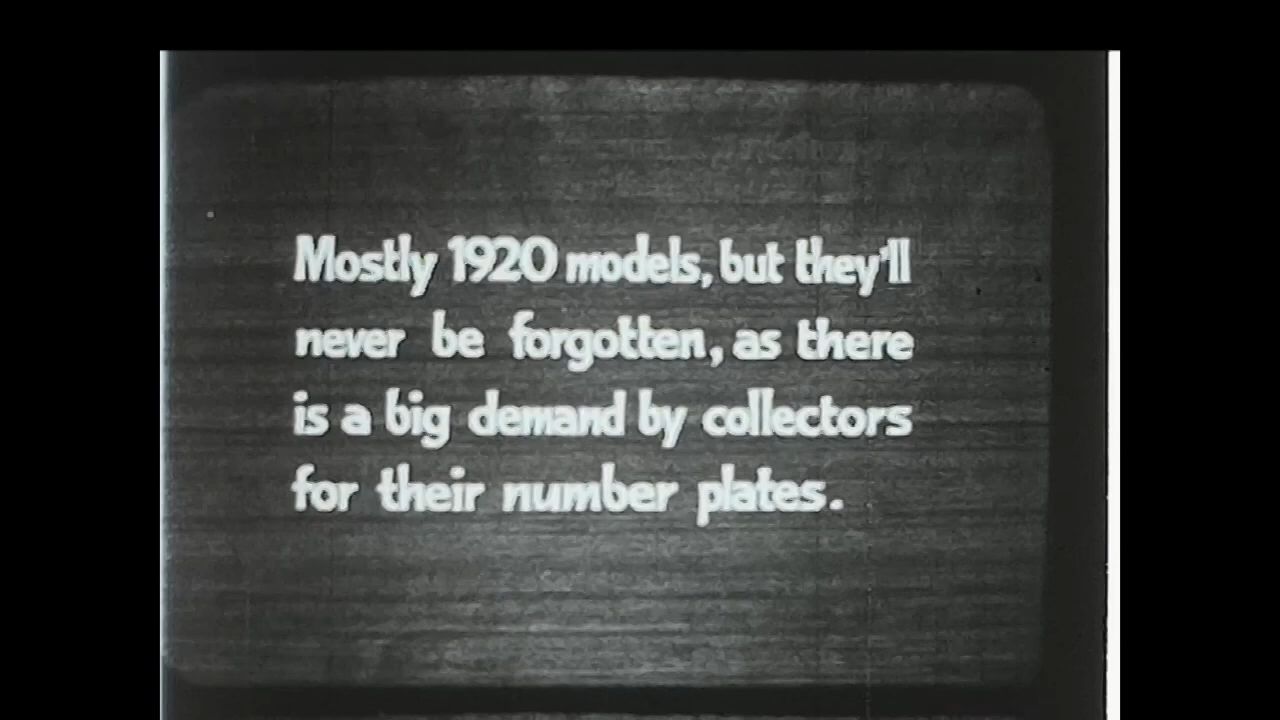 Mostly 1920 models, but they'll
never be forgotten, as there
is a big demand by collectors
for their number plates.